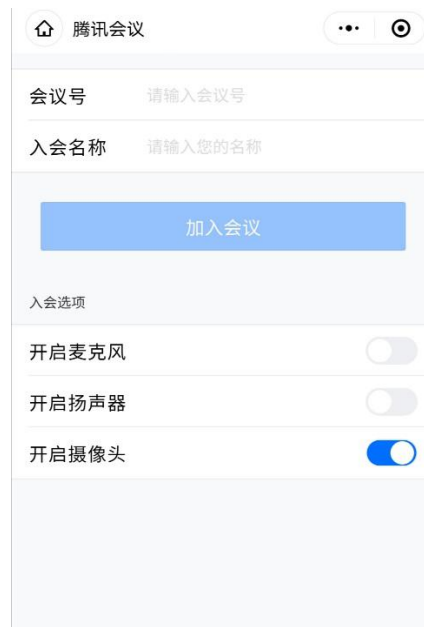 腾讯会议
会议号 请输入会议号
入会名称 请输入您的名称
加入会议
入会选项
开启麦克风
开启扬声器
开启摄像头